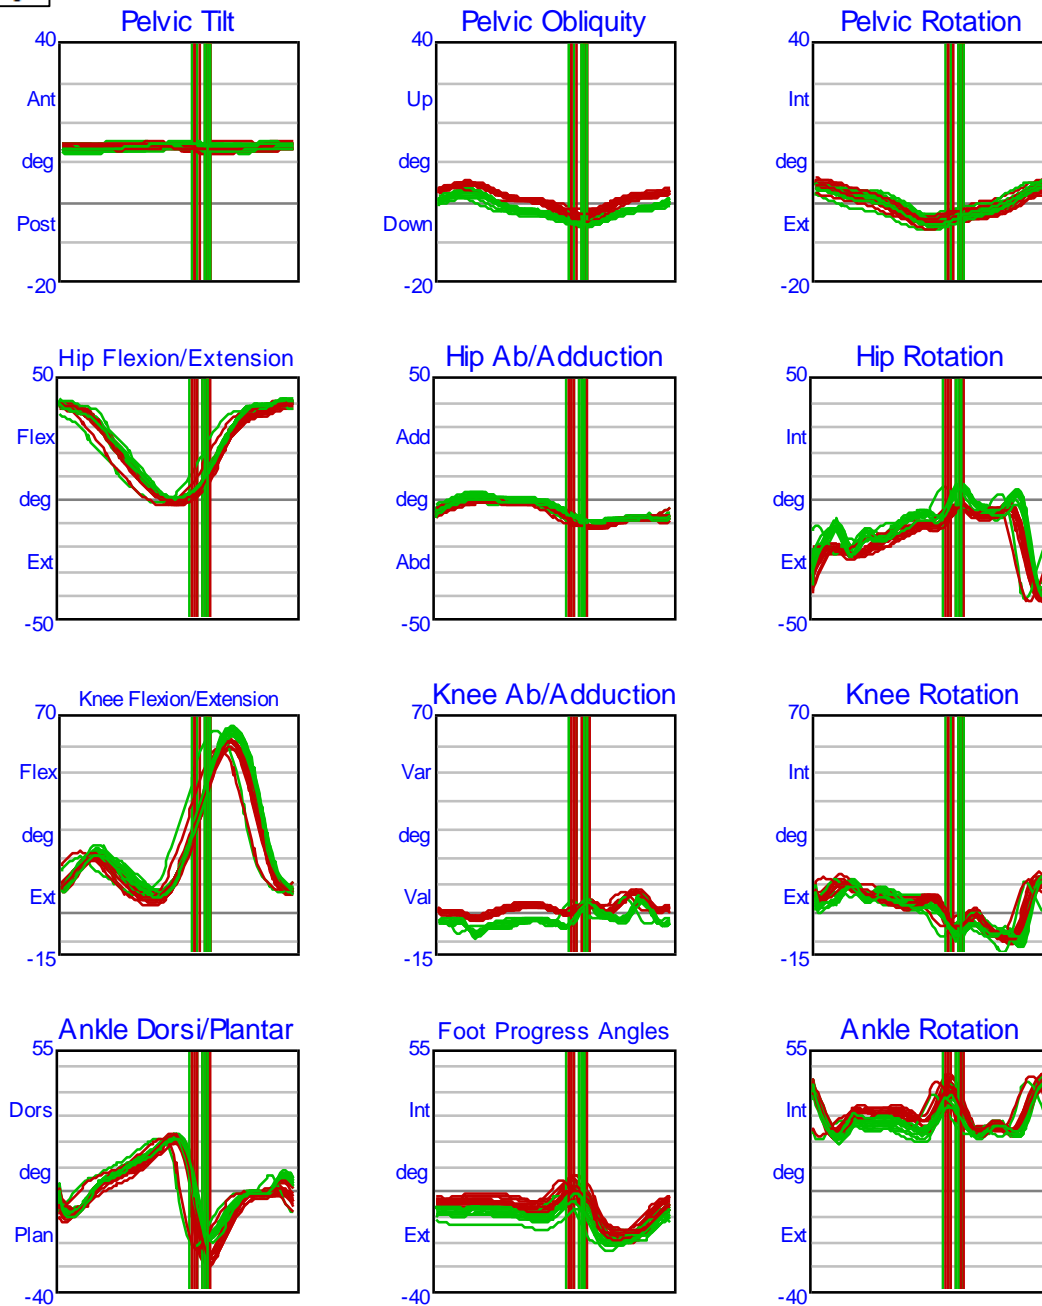 Pelvic Tilt
40
Ant
deg
Post
-20
Pelvic Obliquity
40
Up
deg
Down
-20
Pelvic Rotation
40
Int
deg
Ext
-20
Hip Flexion/Extension
50
Flex
deg
Ext
-50
Hip Ab/Adduction
50
Add
deg
Abd
-50
Hip Rotation
50
Int
deg
Ext
-50
Knee Flexion/Extension
70
Flex
deg
Ext
-15
Knee Ab/Adduction
70
Var
deg
Val
-15
Knee Rotation
70
Int
deg
Ext
-15
Ankle Dorsi/Plantar
55
Dors
deg
Plan
-40
Foot Progress Angles
55
Int
deg
Ext
-40
Ankle Rotation
55
Int
deg
Ext
-40